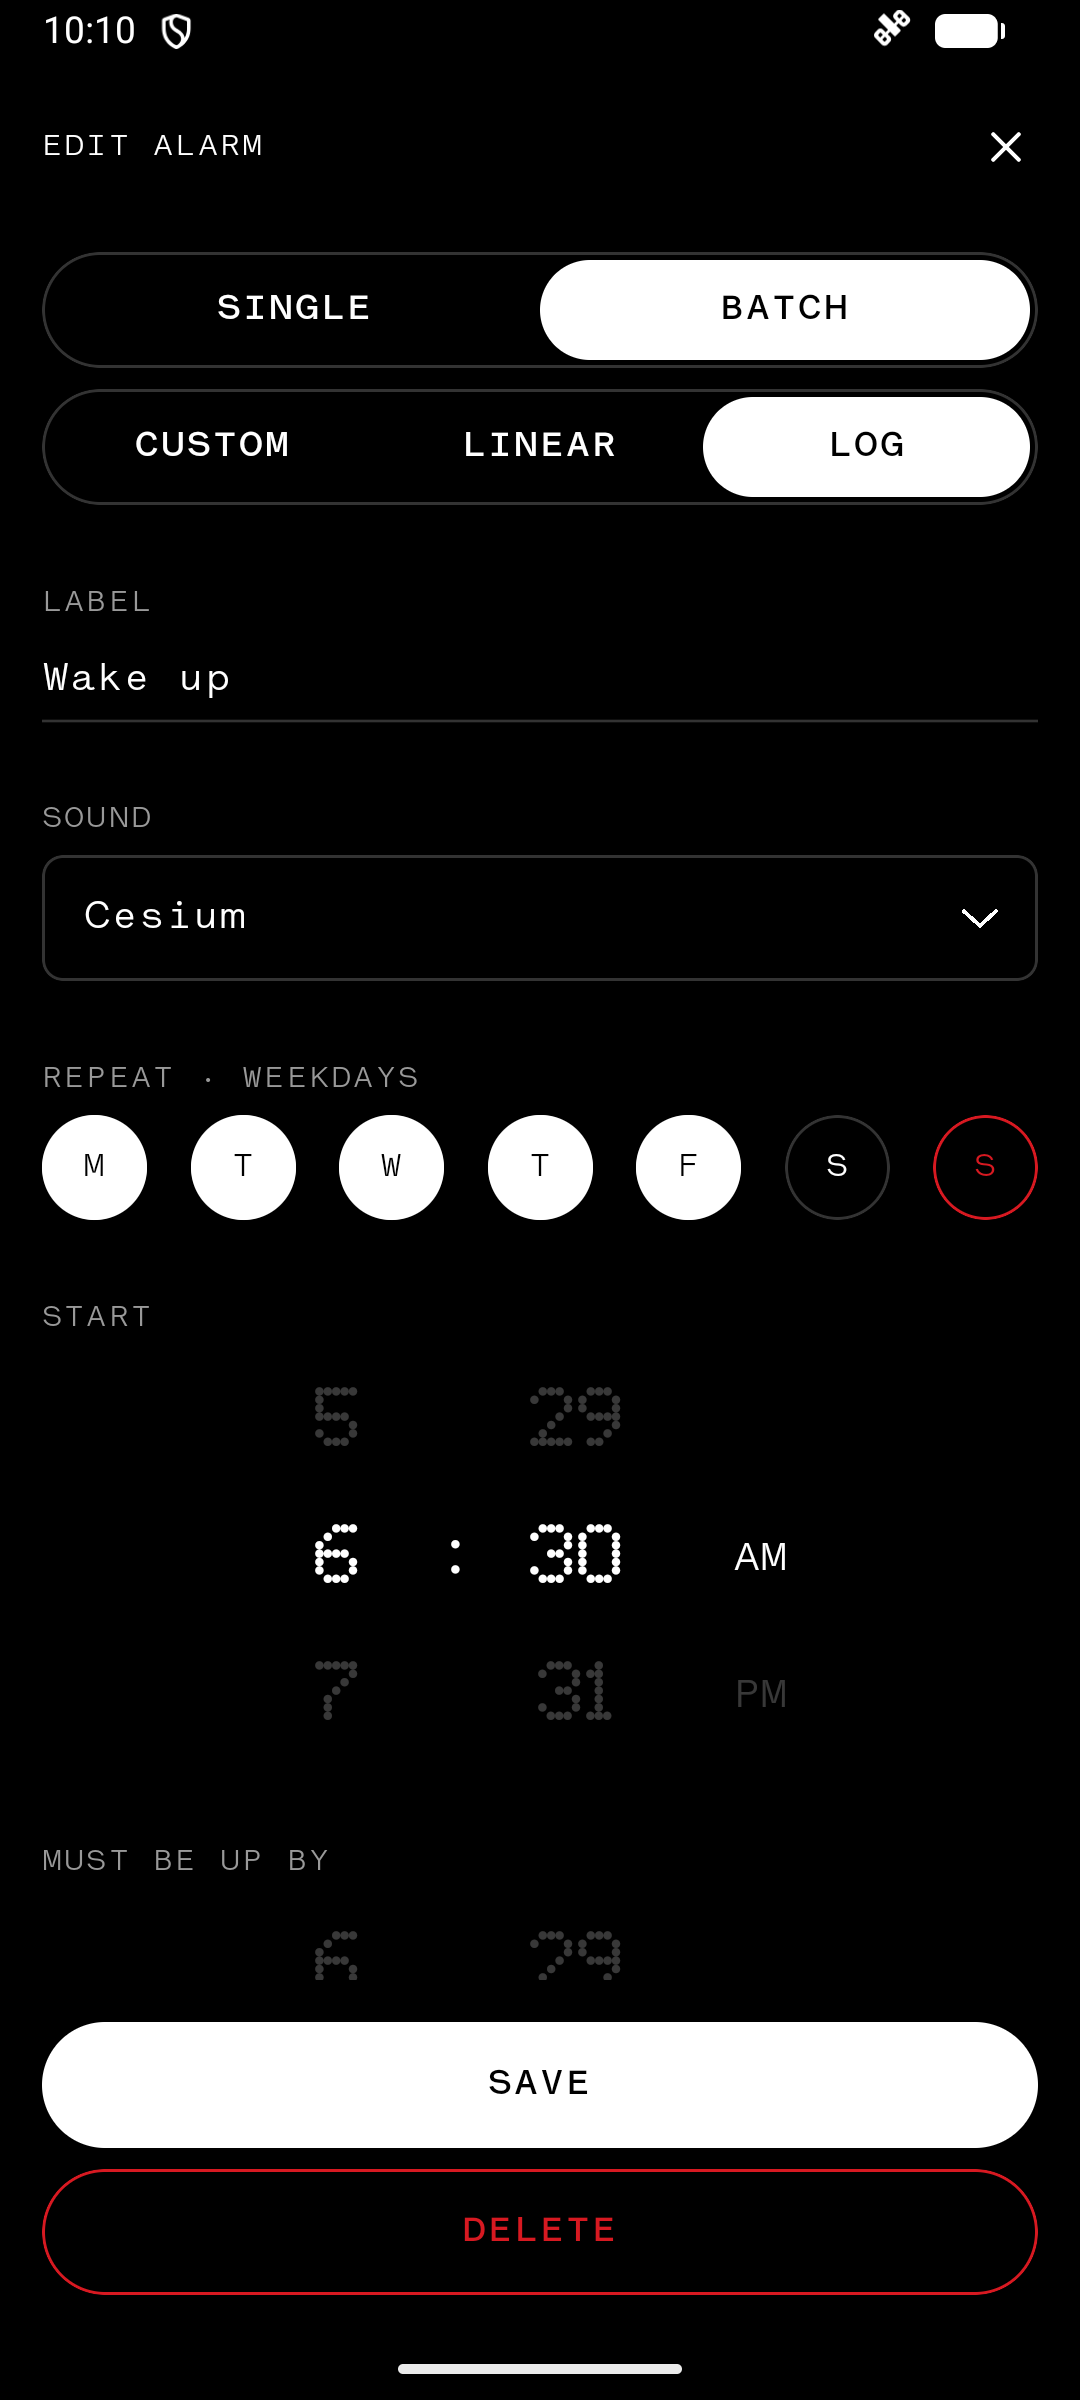 10:10
EDIT ALARM
SINGLE BATCH
CUSTOM LINEAR LOG
LABEL
Wake up
SOUND
Cesium
REPEAT · WEEKDAYS
M T W T F S S
START
5 29
6 : 30 AM
7 31 PM
MUST BE UP BY
6 29
SAVE
DELETE